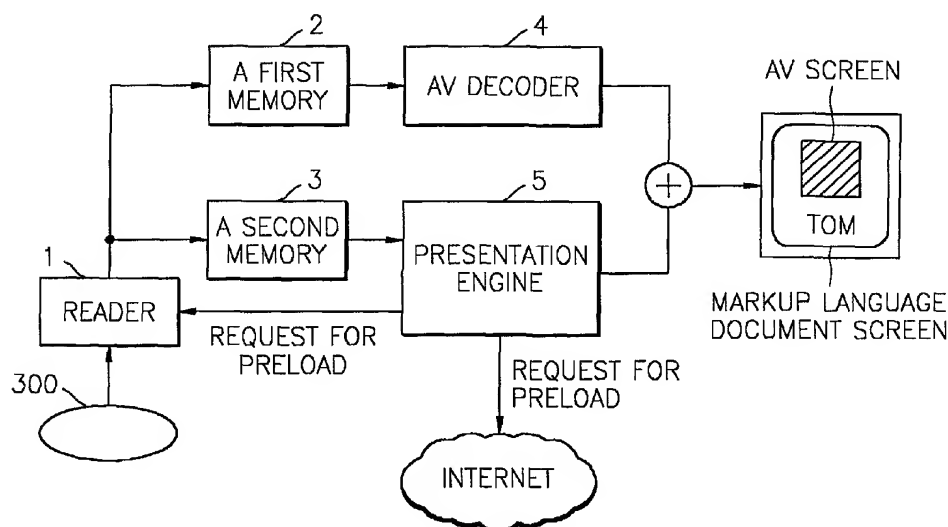 2
4
A FIRST
MEMORY
AV DECODER
AV SCREEN
3
5
A SECOND
MEMORY
PRESENTATION
ENGINE
+
TOM
1
READER
REQUEST FOR
PRELOAD
MARKUP LANGUAGE
DOCUMENT SCREEN
300
REQUEST FOR
PRELOAD
INTERNET